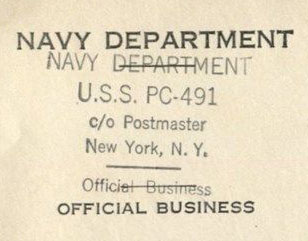 NAVY DEPARTMENT
NAVY DEPARTMENT
U.S.S. PC-491
c/o Postmaster
New York, N. Y.
Official Business
OFFICIAL BUSINESS